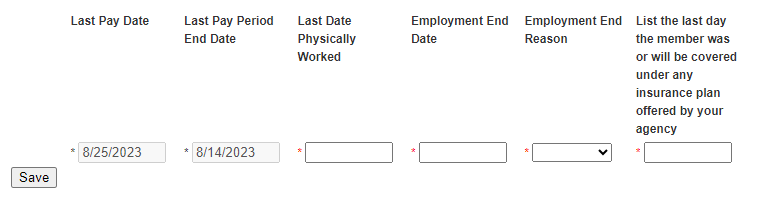 Last Pay Date
Last Pay Period
End Date
Last Date
Physically
Worked
Employment End
Date
Employment End
Reason
List the last day
the member was
or will be covered
under any
insurance plan
offered by your
agency
* 8/25/2023 * 8/14/2023 * * * *
Save